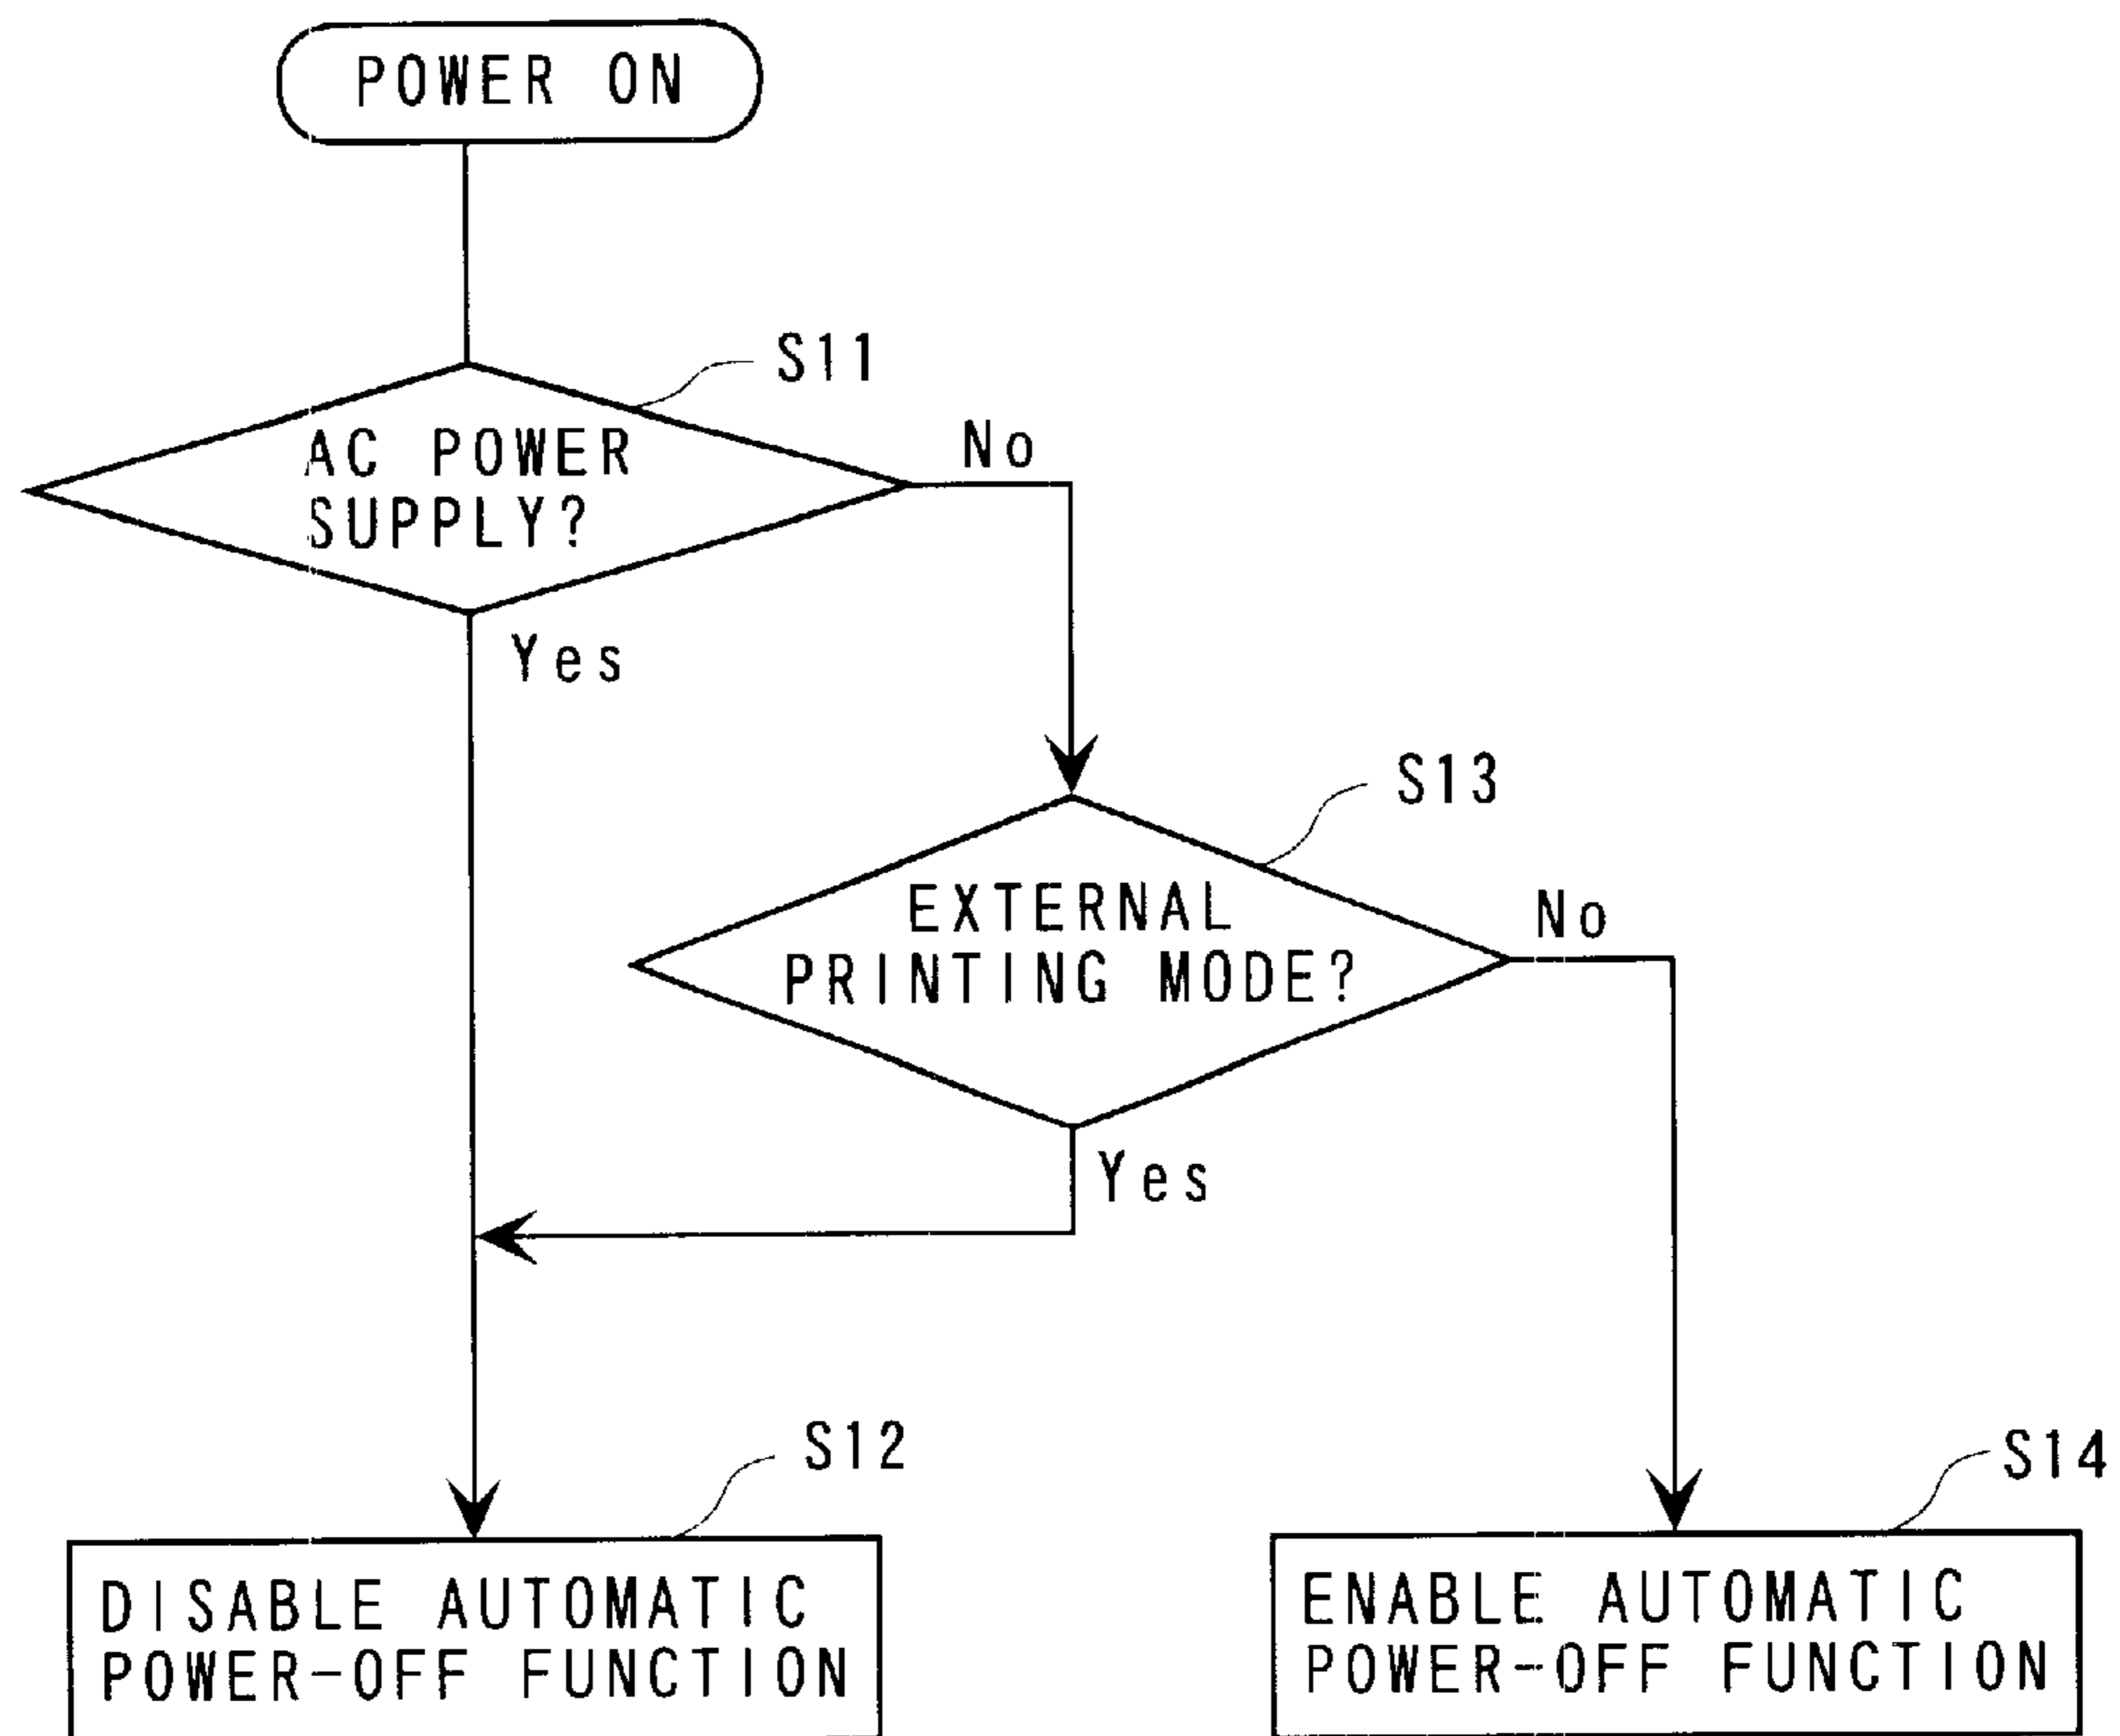 POWER ON
S11
AC POWER
SUPPLY?
No
Yes
S13
EXTERNAL
PRINTING MODE?
No
Yes
S12
DISABLE AUTOMATIC
POWER-OFF FUNCTION
S14
ENABLE AUTOMATIC
POWER-OFF FUNCTION